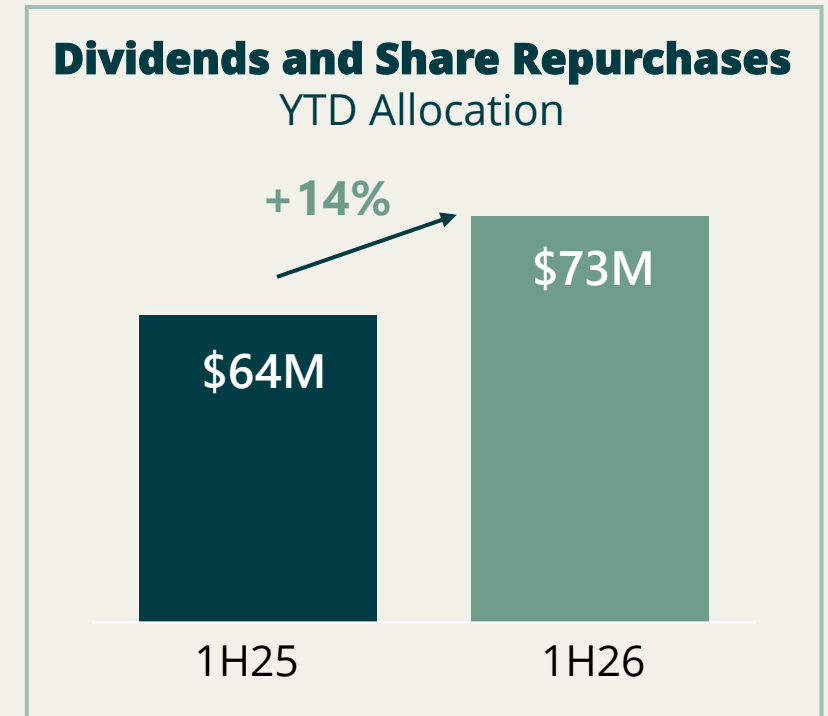 Dividends and Share Repurchases
YTD Allocation
+14%
$73M
$64M
1H25 1H26